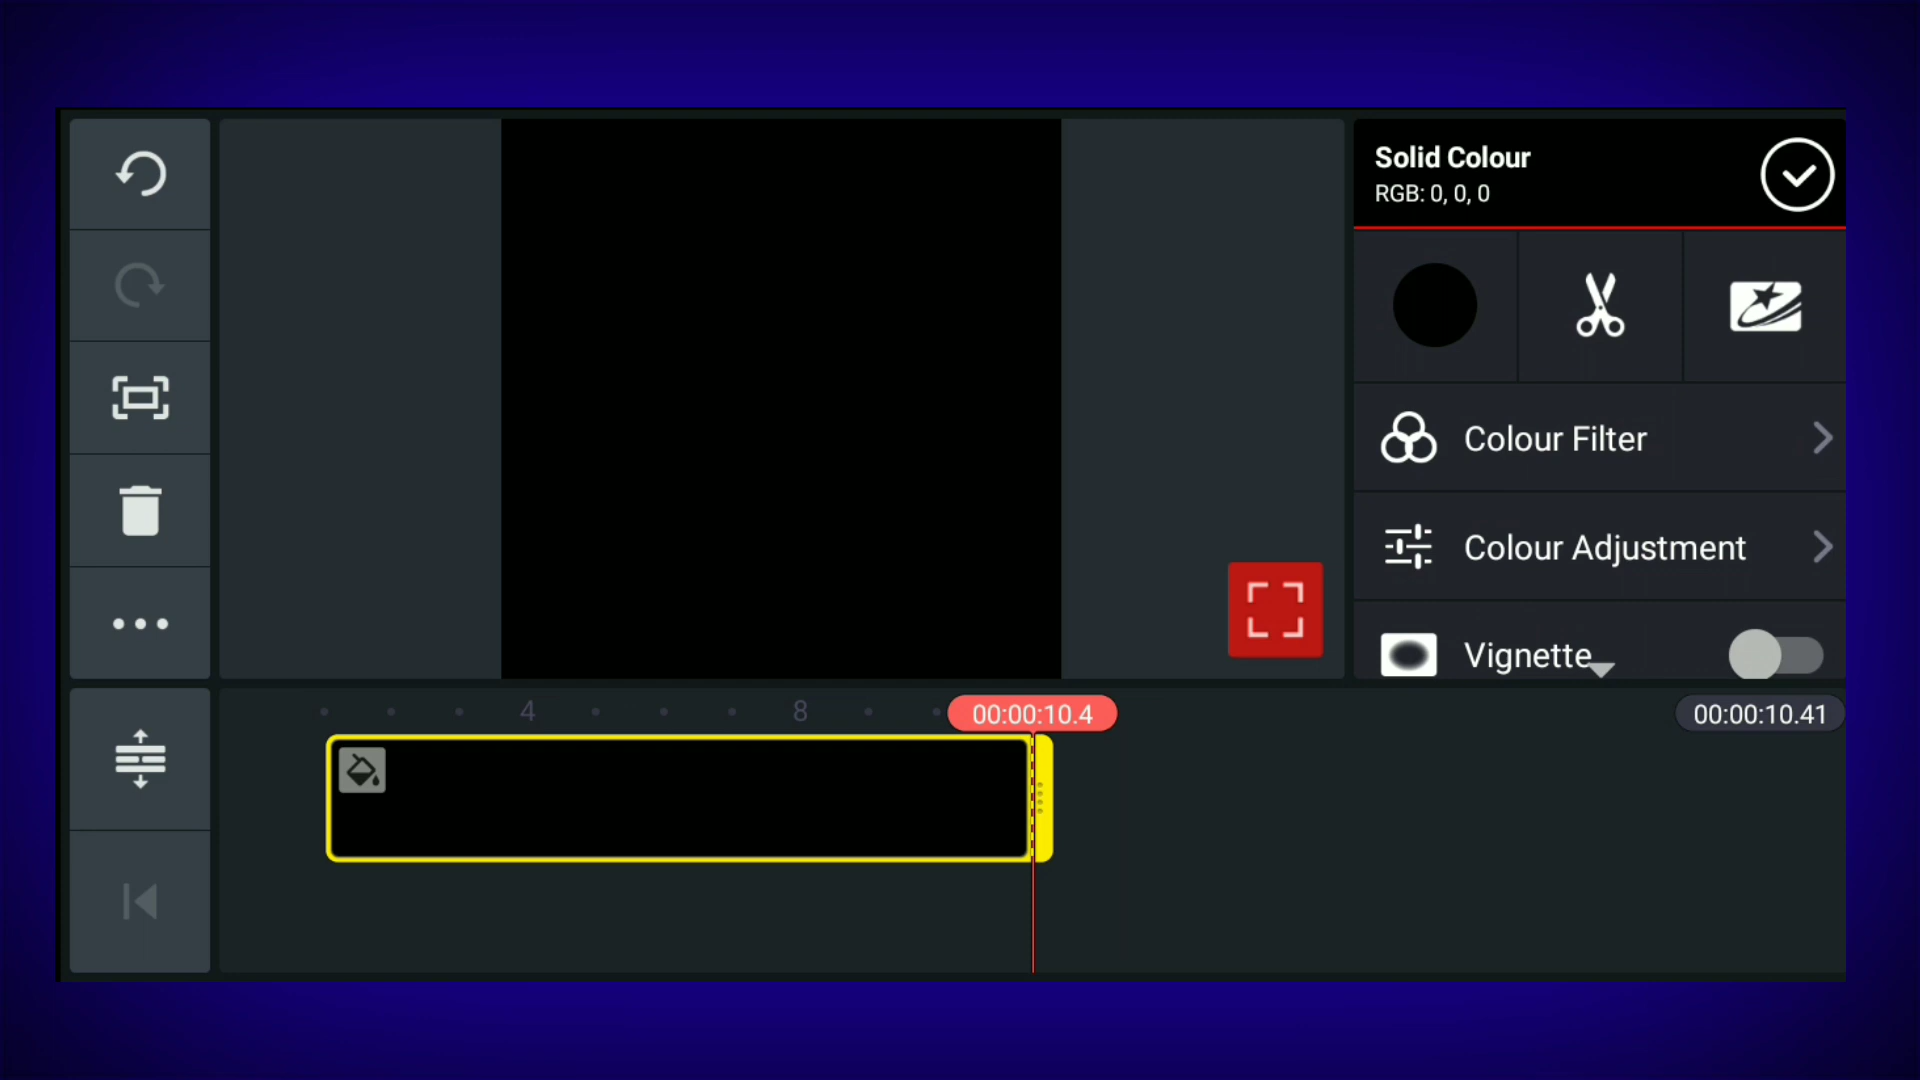 Solid Colour
RGB: 0, 0, 0
Colour Filter
Colour Adjustment
Vignette
4
8
00:00:10.4
00:00:10.41